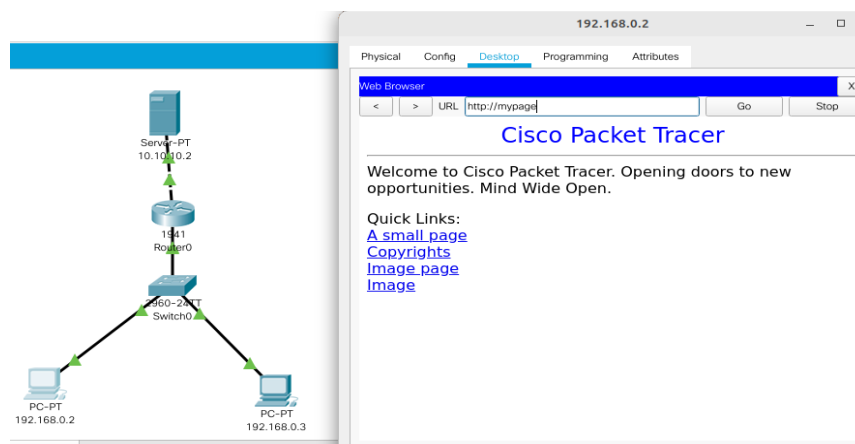 192.168.0.2
Physical Config Desktop Programming Attributes
Web Browser X
< > URL http://mypage Go Stop
Cisco Packet Tracer
Welcome to Cisco Packet Tracer. Opening doors to new
opportunities. Mind Wide Open.
Quick Links:
A small page
Copyrights
Image page
Image
Server-PT
10.10.10.2
1941
Router0
2960-24TT
Switch0
PC-PT
192.168.0.2
PC-PT
192.168.0.3